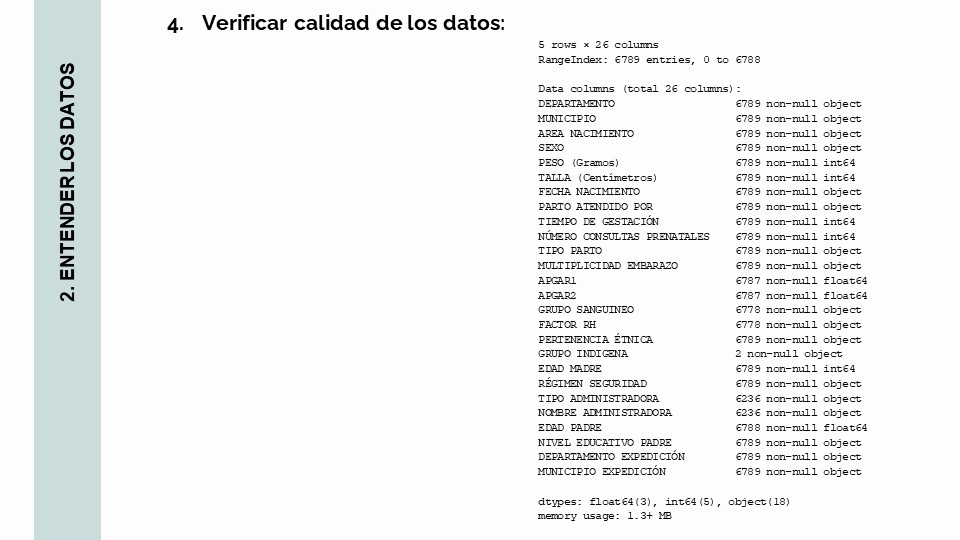 2. ENTENDER LOS DATOS
4. Verificar calidad de los datos:
5 rows × 26 columns
RangeIndex: 6789 entries, 0 to 6788
Data columns (total 26 columns):
DEPARTAMENTO 6789 non-null object
MUNICIPIO 6789 non-null object
AREA NACIMIENTO 6789 non-null object
SEXO 6789 non-null object
PESO (Gramos) 6789 non-null int64
TALLA (Centímetros) 6789 non-null int64
FECHA NACIMIENTO 6789 non-null object
PARTO ATENDIDO POR 6789 non-null object
TIEMPO DE GESTACIÓN 6789 non-null int64
NÚMERO CONSULTAS PRENATALES 6789 non-null int64
TIPO PARTO 6789 non-null object
MULTIPLICIDAD EMBARAZO 6789 non-null object
APGAR1 6787 non-null float64
APGAR2 6787 non-null float64
GRUPO SANGUINEO 6778 non-null object
FACTOR RH 6778 non-null object
PERTENENCIA ÉTNICA 6789 non-null object
GRUPO INDIGENA 2 non-null object
EDAD MADRE 6789 non-null int64
RÉGIMEN SEGURIDAD 6789 non-null object
TIPO ADMINISTRADORA 6236 non-null object
NOMBRE ADMINISTRADORA 6236 non-null object
EDAD PADRE 6788 non-null float64
NIVEL EDUCATIVO PADRE 6789 non-null object
DEPARTAMENTO EXPEDICIÓN 6789 non-null object
MUNICIPIO EXPEDICIÓN 6789 non-null object
dtypes: float64(3), int64(5), object(18)
memory usage: 1.3+ MB